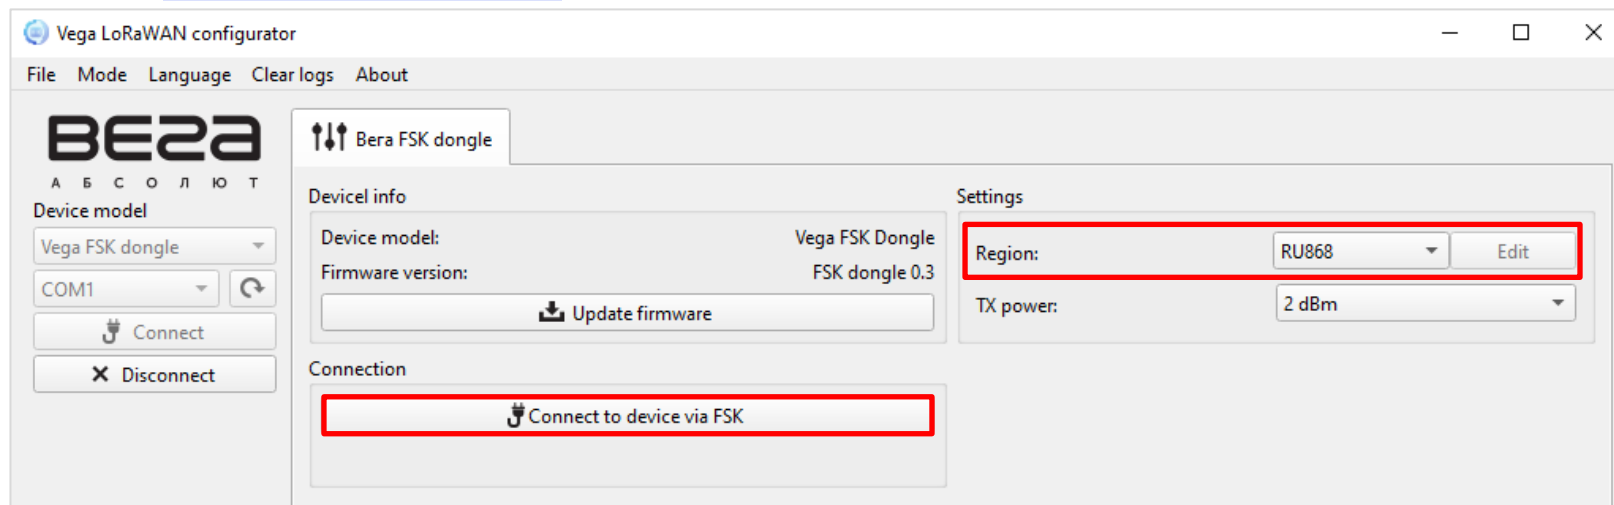 Vega LoRaWAN configurator
File Mode Language Clear logs About
ВЕГА
АБСОЛЮТ
Device model
Vega FSK dongle
COM1
Connect
Disconnect
Вега FSK dongle
Devicel info
Device model: Vega FSK Dongle
Firmware version: FSK dongle 0.3
Update firmware
Connection
Connect to device via FSK
Settings
Region: RU868 Edit
TX power: 2 dBm